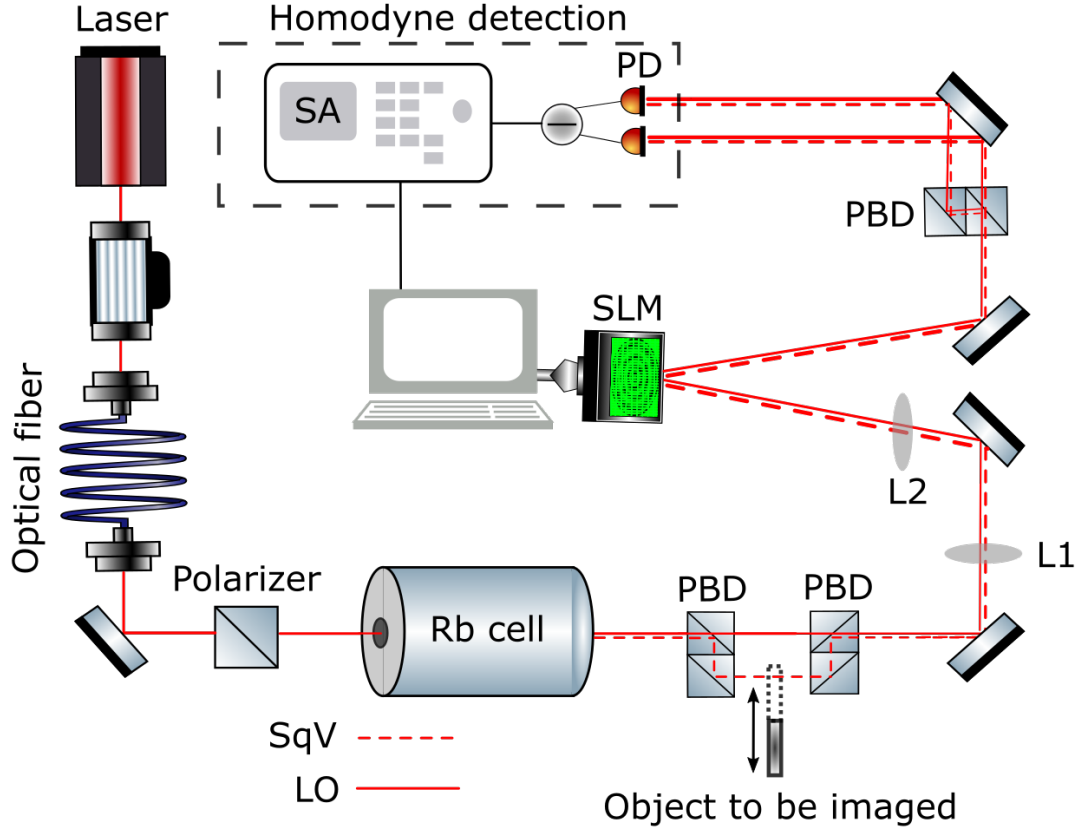 Laser
Homodyne detection
PD
SA
PBD
SLM
Optical fiber
L2
L1
Polarizer
PBD
PBD
Rb cell
SqV
LO
Object to be imaged